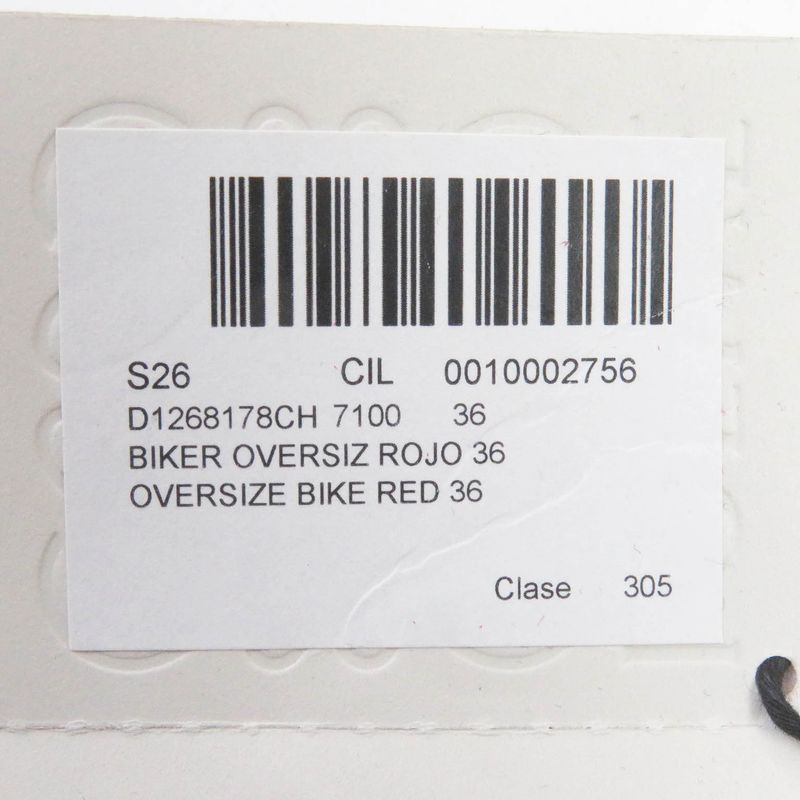 S26 CIL 0010002756
D1268178CH 7100 36
BIKER OVERSIZ ROJO 36
OVERSIZE BIKE RED 36
Clase 305